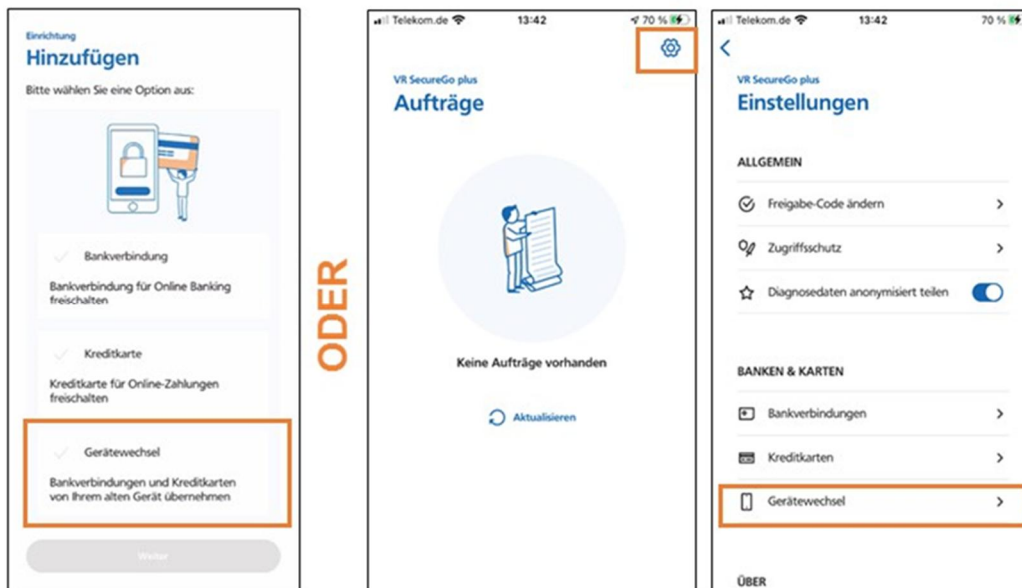 Einrichtung
Hinzufügen
Bitte wählen Sie eine Option aus:
Bankverbindung
Bankverbindung für Online Banking
freischalten
Kreditkarte
Kreditkarte für Online-Zahlungen
freischalten
Gerätewechsel
Bankverbindungen und Kreditkarten
von Ihrem alten Gerät übernehmen
Weiter
ODER
Telekom.de 13:42 70 %
VR SecureGo plus
Aufträge
Keine Aufträge vorhanden
Aktualisieren
Telekom.de 13:42 70 %
VR SecureGo plus
Einstellungen
ALLGEMEIN
Freigabe-Code ändern
Zugriffsschutz
Diagnosedaten anonymisiert teilen
BANKEN & KARTEN
Bankverbindungen
Kreditkarten
Gerätewechsel
ÜBER